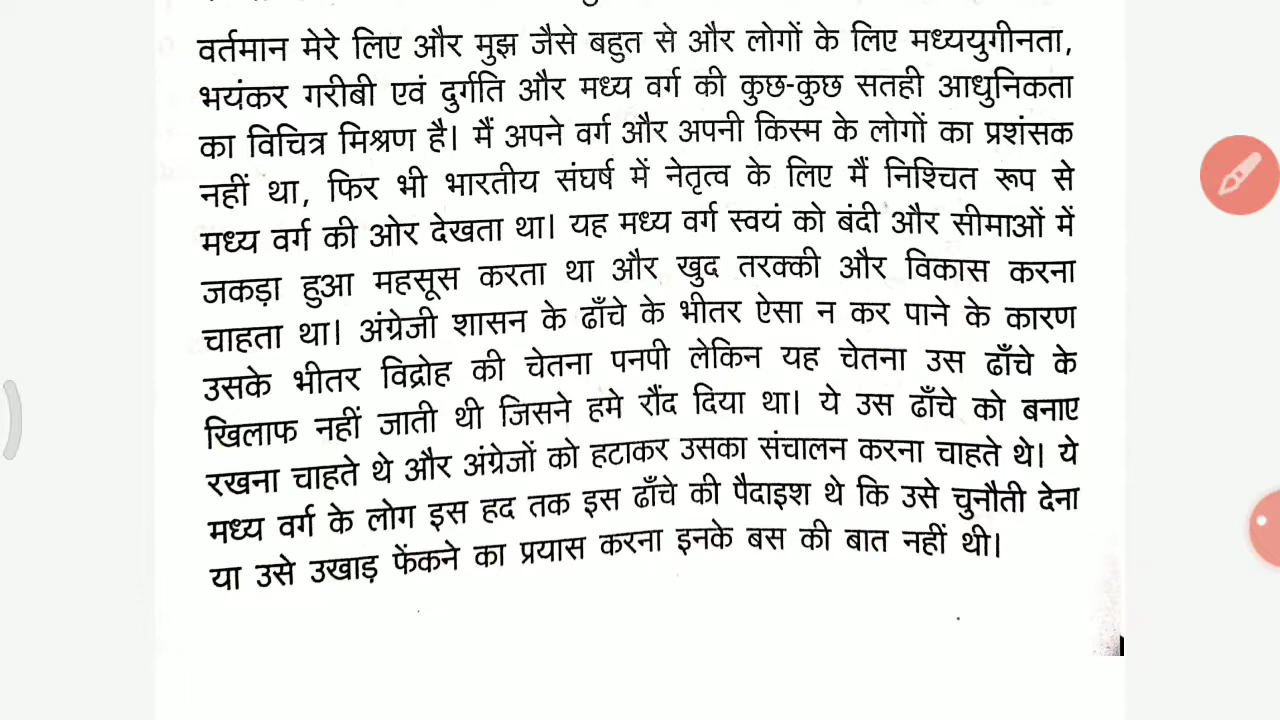 वर्तमान मेरे लिए और मुझ जैसे बहुत से और लोगों के लिए मध्ययुगीनता,
भयंकर गरीबी एवं दुर्गति और मध्य वर्ग की कुछ-कुछ सतही आधुनिकता
का विचित्र मिश्रण है। मैं अपने वर्ग और अपनी किस्म के लोगों का प्रशंसक
नहीं था, फिर भी भारतीय संघर्ष में नेतृत्व के लिए मैं निश्चित रूप से
मध्य वर्ग की ओर देखता था। यह मध्य वर्ग स्वयं को बंदी और सीमाओं में
जकड़ा हुआ महसूस करता था और खुद तरक्की और विकास करना
चाहता था। अंग्रेजी शासन के ढाँचे के भीतर ऐसा न कर पाने के कारण
उसके भीतर विद्रोह की चेतना पनपी लेकिन यह चेतना उस ढाँचे के
खिलाफ नहीं जाती थी जिसने हमे रौंद दिया था। ये उस ढाँचे को बनाए
रखना चाहते थे और अंग्रेजों को हटाकर उसका संचालन करना चाहते थे। ये
मध्य वर्ग के लोग इस हद तक इस ढाँचे की पैदाइश थे कि उसे चुनौती देना
या उसे उखाड़ फेंकने का प्रयास करना इनके बस की बात नहीं थी।